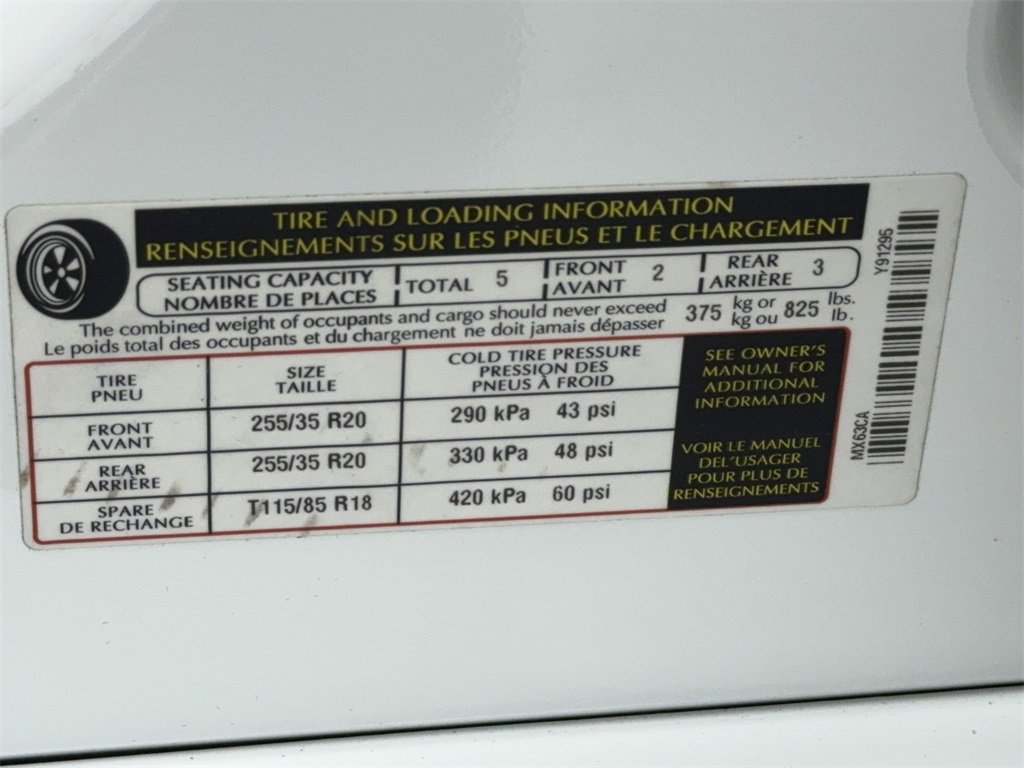 TIRE AND LOADING INFORMATION
RENSEIGNEMENTS SUR LES PNEUS ET LE CHARGEMENT
SEATING CAPACITY
NOMBRE DE PLACES
TOTAL 5
FRONT
AVANT
2
REAR
ARRIÈRE
3
The combined weight of occupants and cargo should never exceed
Le poids total des occupants et du chargement ne doit jamais dépasser
375 kg or 825 lbs.
kg ou lb.
TIRE
PNEU
SIZE
TAILLE
COLD TIRE PRESSURE
PRESSION DES
PNEUS À FROID
FRONT
AVANT
255/35 R20
290 kPa 43 psi
REAR
ARRIÈRE
255/35 R20
330 kPa 48 psi
SPARE
DE RECHANGE
T115/85 R18
420 kPa 60 psi
SEE OWNER'S
MANUAL FOR
ADDITIONAL
INFORMATION
VOIR LE MANUEL
DEL'USAGER
POUR PLUS DE
RENSEIGNEMENTS
MX63CA
Y91295